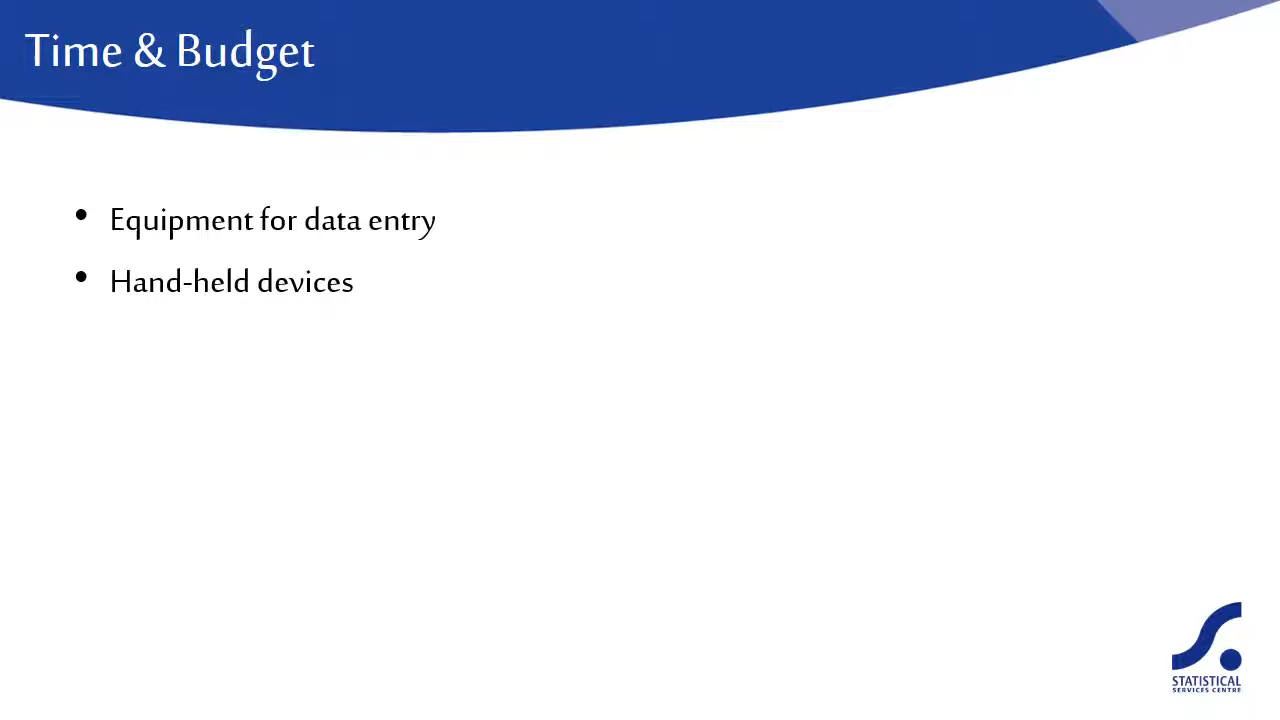 Time & Budget
• Equipment for data entry
• Hand-held devices
STATISTICAL
SERVICES CENTRE